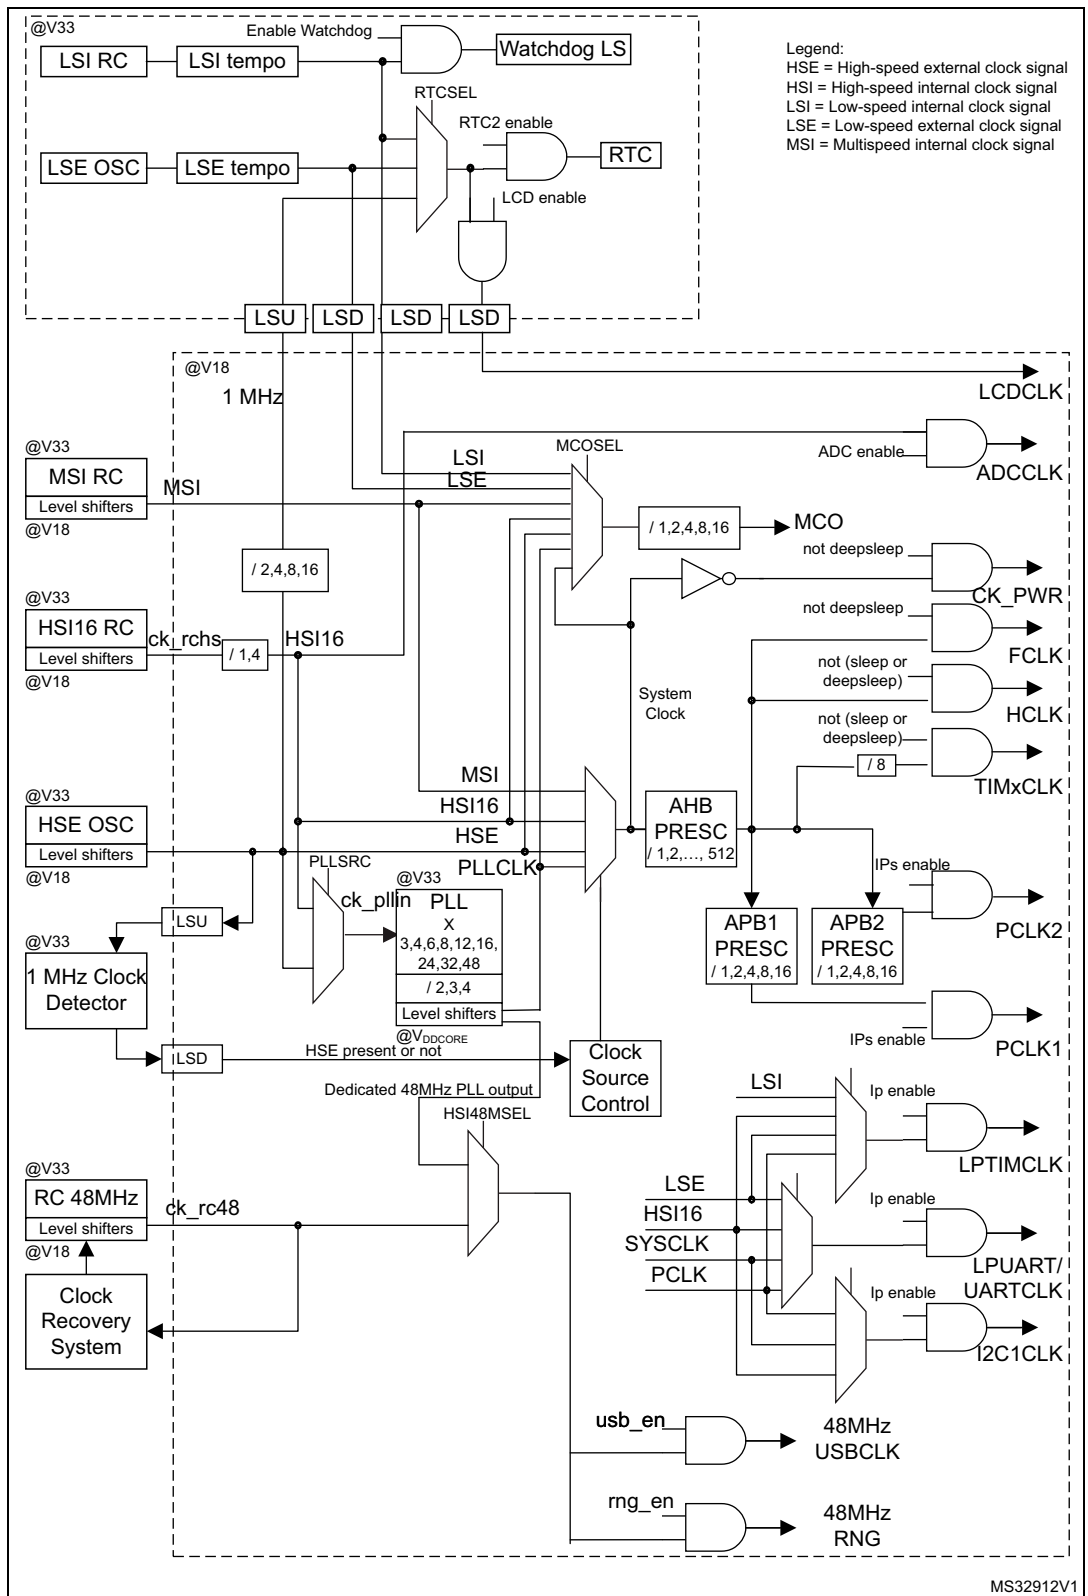 @V33
Enable Watchdog
LSI RC
LSI tempo
Watchdog LS
Legend:
HSE = High-speed external clock signal
HSI = High-speed internal clock signal
LSI = Low-speed internal clock signal
LSE = Low-speed external clock signal
MSI = Multispeed internal clock signal
RTCSEL
RTC2 enable
LSE OSC
LSE tempo
RTC
LCD enable
LSU
LSD
LSD
LSD
@V18
1 MHz
LCDCLK
@V33
MSI RC
Level shifters
@V18
MSI
LSI
LSE
MCOSEL
ADC enable
ADCCLK
/ 1,2,4,8,16
MCO
not deepsleep
CK_PWR
/ 2,4,8,16
@V33
HSI16 RC
Level shifters
@V18
ck_rchs
/ 1,4
HSI16
not deepsleep
FCLK
System
Clock
not (sleep or
deepsleep)
HCLK
not (sleep or
deepsleep)
/ 8
TIMxCLK
@V33
HSE OSC
Level shifters
@V18
MSI
HSI16
HSE
PLLCLK
AHB
PRESC
/ 1,2,..., 512
PLLSRC
ck_pllin
@V33
PLL
X
3,4,6,8,12,16,
24,32,48
/ 2,3,4
Level shifters
@VDDCORE
LSU
@V33
1 MHz Clock
Detector
LSD
HSE present or not
Clock
Source
Control
APB1
PRESC
/ 1,2,4,8,16
APB2
PRESC
/ 1,2,4,8,16
IPs enable
PCLK2
IPs enable
PCLK1
Dedicated 48MHz PLL output
HSI48MSEL
LSI
Ip enable
LPTIMCLK
@V33
RC 48MHz
Level shifters
@V18
ck_rc48
LSE
HSI16
SYSCLK
PCLK
Ip enable
LPUART/
UARTCLK
Clock
Recovery
System
Ip enable
I2C1CLK
usb_en
48MHz
USBCLK
rng_en
48MHz
RNG
MS32912V1